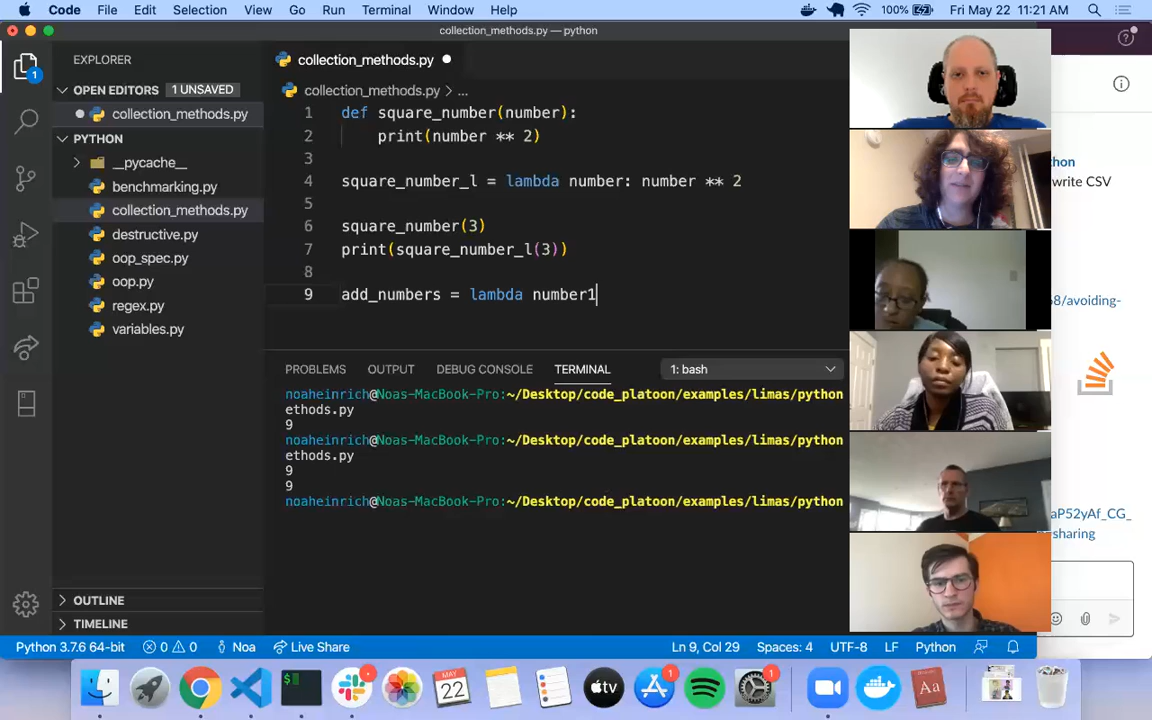 Code File Edit Selection View Go Run Terminal Window Help 100% Fri May 22 11:21 AM
collection_methods.py — python
EXPLORER
collection_methods.py
1
OPEN EDITORS 1 UNSAVED
collection_methods.py > ...
collection_methods.py
PYTHON
__pycache__
benchmarking.py
collection_methods.py
destructive.py
oop_spec.py
oop.py
regex.py
variables.py
OUTLINE
TIMELINE
1 def square_number(number):
2 print(number ** 2)
3
4 square_number_l = lambda number: number ** 2
5
6 square_number(3)
7 print(square_number_l(3))
8
9 add_numbers = lambda number1
PROBLEMS OUTPUT DEBUG CONSOLE TERMINAL 1: bash
noaheinrich@Noas-MacBook-Pro:~/Desktop/code_platoon/examples/limas/python
ethods.py
9
noaheinrich@Noas-MacBook-Pro:~/Desktop/code_platoon/examples/limas/python
ethods.py
9
9
noaheinrich@Noas-MacBook-Pro:~/Desktop/code_platoon/examples/limas/python
thon
write CSV
8/avoiding-
aP52yAf_CG_
sharing
Python 3.7.6 64-bit 0 0 Noa Live Share Ln 9, Col 29 Spaces: 4 UTF-8 LF Python
MAY
22
tv
1
1
Aa